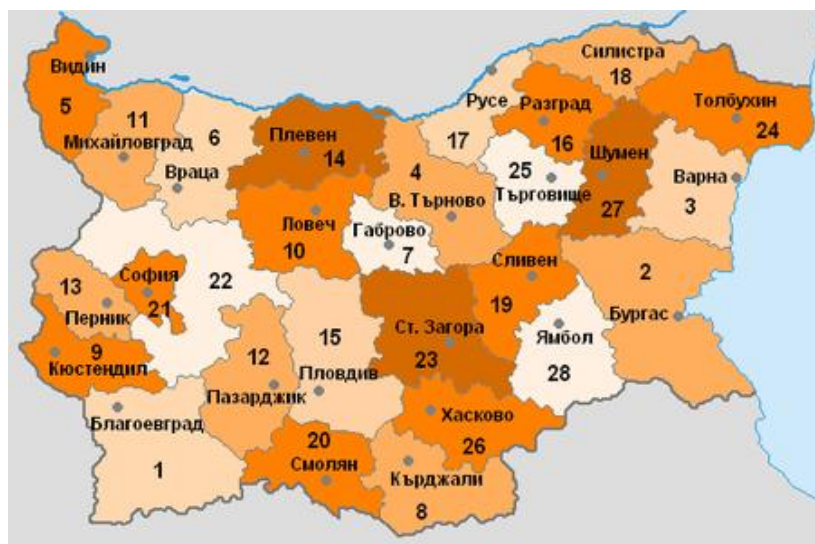 Силистра
18
Видин
5
Русе
17
Разград
16
Толбухин
24
11
Михайловград
6
Враца
Плевен
14
4
В. Търново
25
Търговище
Шумен
27
Варна
3
Ловеч
10
Габрово
7
Сливен
19
2
Бургас
22
София
21
13
Перник
9
Кюстендил
15
Пловдив
Ст. Загора
23
Ямбол
28
12
Пазарджик
Благоевград
1
20
Смолян
Хасково
26
Кърджали
8